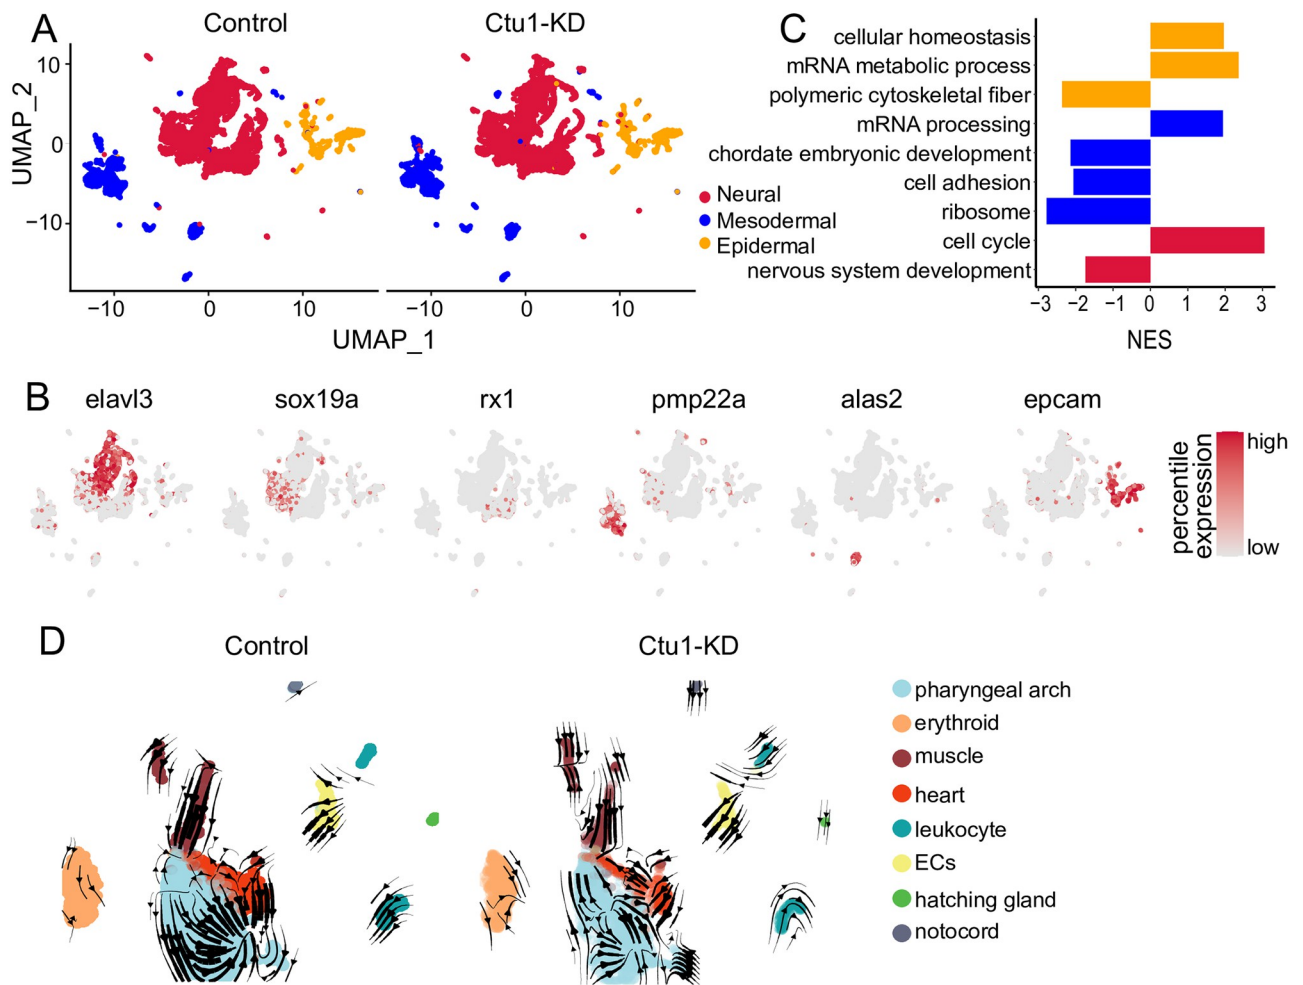 A
Control
Ctu1-KD
UMAP_2
10
0
−10
−10
0
10
−10
0
10
UMAP_1
Neural
Mesodermal
Epidermal
C
cellular homeostasis
mRNA metabolic process
polymeric cytoskeletal fiber
mRNA processing
chordate embryonic development
cell adhesion
ribosome
cell cycle
nervous system development
−3 −2 −1 0 1 2 3
NES
B
elavl3
sox19a
rx1
pmp22a
alas2
epcam
percentile
expression
high
low
D
Control
Ctu1-KD
pharyngeal arch
erythroid
muscle
heart
leukocyte
ECs
hatching gland
notocord